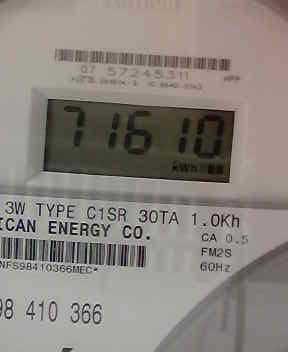 07 57245311
APP
71610
kWh
3W TYPE C1SR 30TA 1.0Kh
ICAN ENERGY CO.
CA 0.5
FM2S
60Hz
NFS98410366MEC*
98 410 366